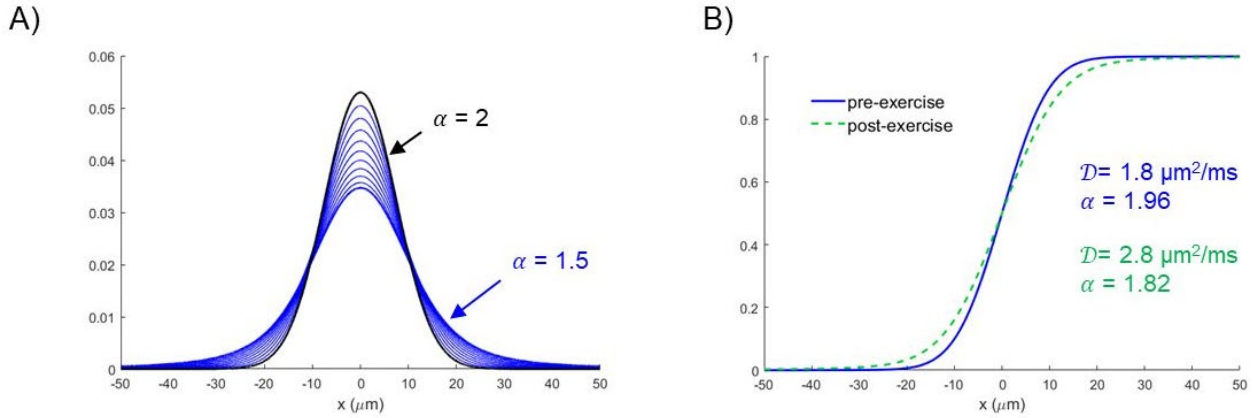 A)
0.06
0.05
0.04
0.03
0.02
0.01
0
-50 -40 -30 -20 -10 0 10 20 30 40 50
x (μm)
α = 2
α = 1.5
B)
1
0.8
0.6
0.4
0.2
0
-50 -40 -30 -20 -10 0 10 20 30 40 50
x (μm)
pre-exercise
post-exercise
𝒟= 1.8 μm²/ms
α = 1.96
𝒟= 2.8 μm²/ms
α = 1.82